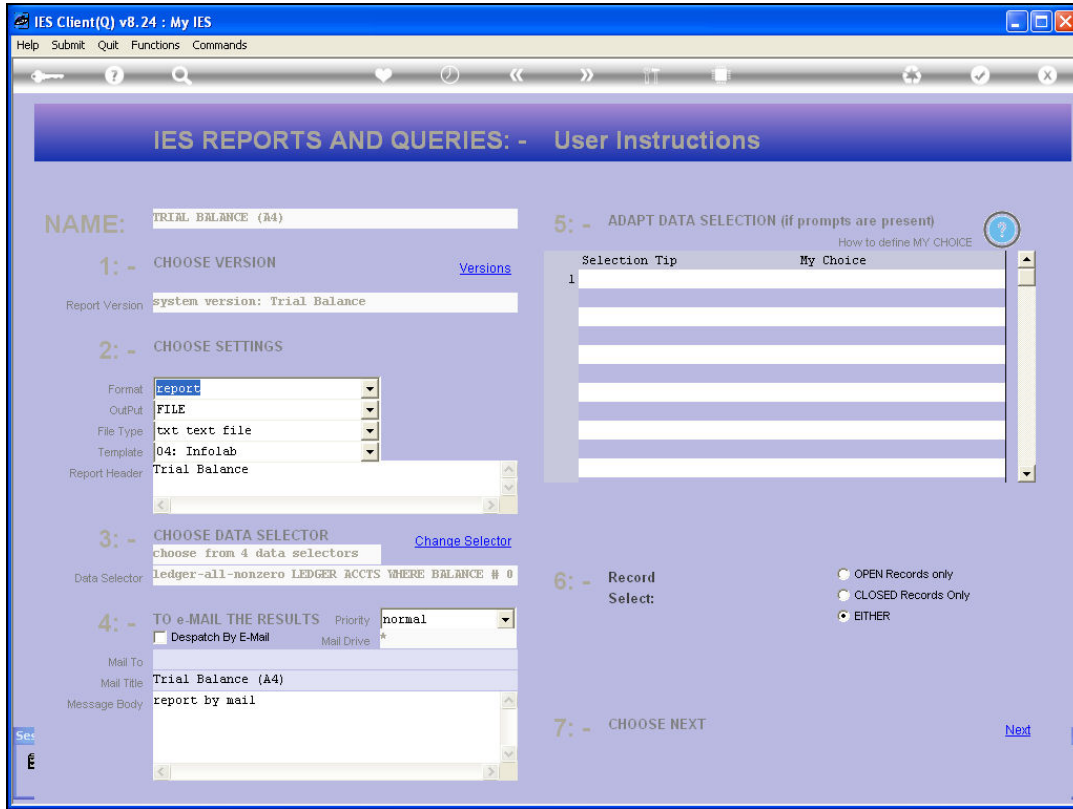 IES Client(Q) v8.24 : My IES
Help Submit Quit Functions Commands
IES REPORTS AND QUERIES: - User Instructions
NAME: TRIAL BALANCE (A4)
1: - CHOOSE VERSION Versions
Report Version system version: Trial Balance
2: - CHOOSE SETTINGS
Format report
OutPut FILE
File Type txt text file
Template 04: Infolab
Report Header Trial Balance
3: - CHOOSE DATA SELECTOR Change Selector
choose from 4 data selectors
Data Selector ledger-all-nonzero LEDGER ACCTS WHERE BALANCE # 0
4: - TO e-MAIL THE RESULTS Priority normal
Despatch By E-Mail Mail Drive *
Mail To
Mail Title Trial Balance (A4)
Message Body report by mail
5: - ADAPT DATA SELECTION (if prompts are present)
How to define MY CHOICE ?
Selection Tip My Choice
1
6: - Record Select:
OPEN Records only
CLOSED Records Only
EITHER
7: - CHOOSE NEXT Next
Ses